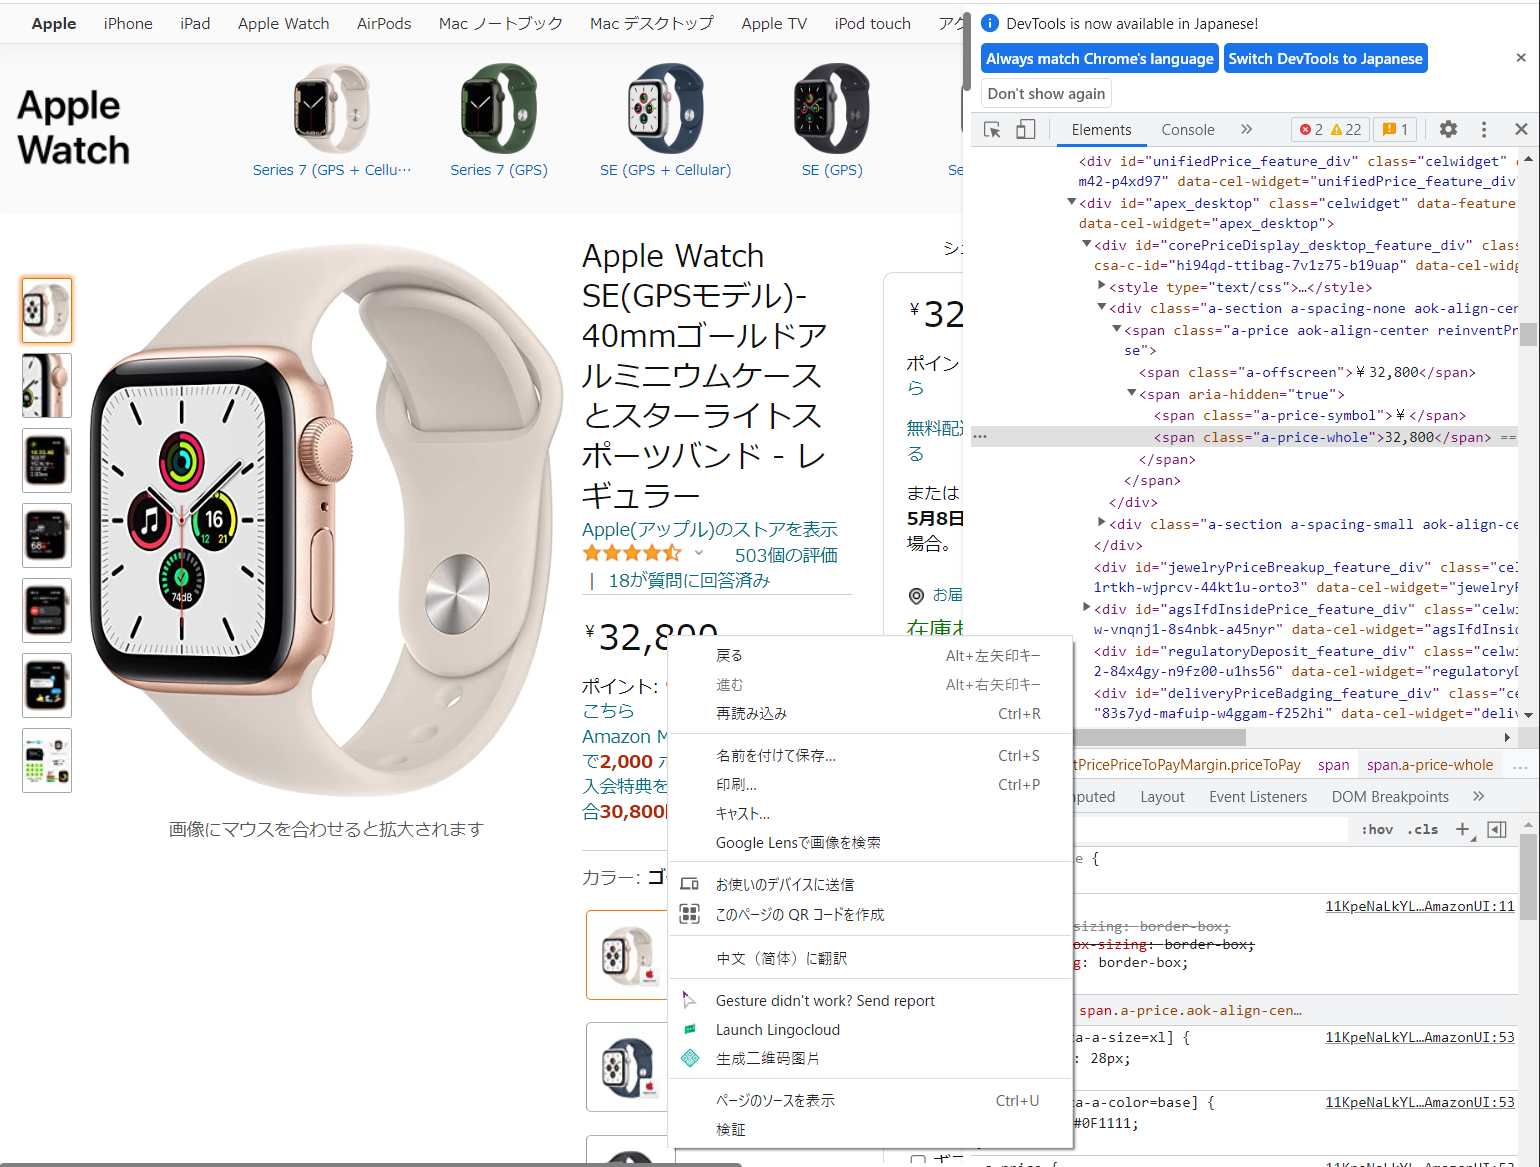 Apple iPhone iPad Apple Watch AirPods Mac ノートブック Mac デスクトップ Apple TV iPod touch アク
Apple
Watch
Series 7 (GPS + Cellu…
Series 7 (GPS)
SE (GPS + Cellular)
SE (GPS)
Se
Apple Watch
SE(GPSモデル)-
40mmゴールドア
ルミニウムケース
とスターライトス
ポーツバンド - レ
ギュラー
Apple(アップル)のストアを表示
503個の評価
| 18が質問に回答済み
¥32,800
ポイント:
こちら
Amazon M
で2,000 ポ
入会特典を
合30,800
カラー: ゴ
画像にマウスを合わせると拡大されます
16
12 21
74dB
シェ
¥32
ポイン
ら
無料配送
る
または
5月8日
場合。
お届
在庫あ
戻る Alt+左矢印キー
進む Alt+右矢印キー
再読み込み Ctrl+R
名前を付けて保存... Ctrl+S
印刷... Ctrl+P
キャスト...
Google Lensで画像を検索
お使いのデバイスに送信
このページの QR コードを作成
中文（简体）に翻訳
Gesture didn't work? Send report
Launch Lingocloud
生成二维码图片
ページのソースを表示 Ctrl+U
検証
DevTools is now available in Japanese!
Always match Chrome's language Switch DevTools to Japanese
Don't show again
Elements Console » 2 22 1
<div id="unifiedPrice_feature_div" class="celwidget"
m42-p4xd97" data-cel-widget="unifiedPrice_feature_div
<div id="apex_desktop" class="celwidget" data-feature
data-cel-widget="apex_desktop">
<div id="corePriceDisplay_desktop_feature_div" class
csa-c-id="hi94qd-ttibag-7v1z75-b19uap" data-cel-widg
<style type="text/css">…</style>
<div class="a-section a-spacing-none aok-align-cen
<span class="a-price aok-align-center reinventPr
se">
<span class="a-offscreen">¥32,800</span>
<span aria-hidden="true">
<span class="a-price-symbol">¥</span>
<span class="a-price-whole">32,800</span> ==
</span>
</span>
</div>
<div class="a-section a-spacing-small aok-align-ce
</div>
<div id="jewelryPriceBreakup_feature_div" class="cel
1rtkh-wjprcv-44kt1u-orto3" data-cel-widget="jewelryP
<div id="agsIfdInsidePrice_feature_div" class="celwi
w-vnqnj1-8s4nbk-a45nyr" data-cel-widget="agsIfdInsid
<div id="regulatoryDeposit_feature_div" class="celwi
2-84x4gy-n9fz00-u1hs56" data-cel-widget="regulatoryD
<div id="deliveryPriceBadging_feature_div" class="ce
"83s7yd-mafuip-w4ggam-f252hi" data-cel-widget="deliv
tPricePriceToPayMargin.priceToPay span span.a-price-whole ...
puted Layout Event Listeners DOM Breakpoints »
:hov .cls +
e {
11KpeNaLkYL…AmazonUI:11
sizing: border-box;
ox-sizing: border-box;
g: border-box;
span.a-price.aok-align-cen…
ta-a-size=xl] { 11KpeNaLkYL…AmazonUI:53
: 28px;
ta-a-color=base] { 11KpeNaLkYL…AmazonUI:53
#0F1111;